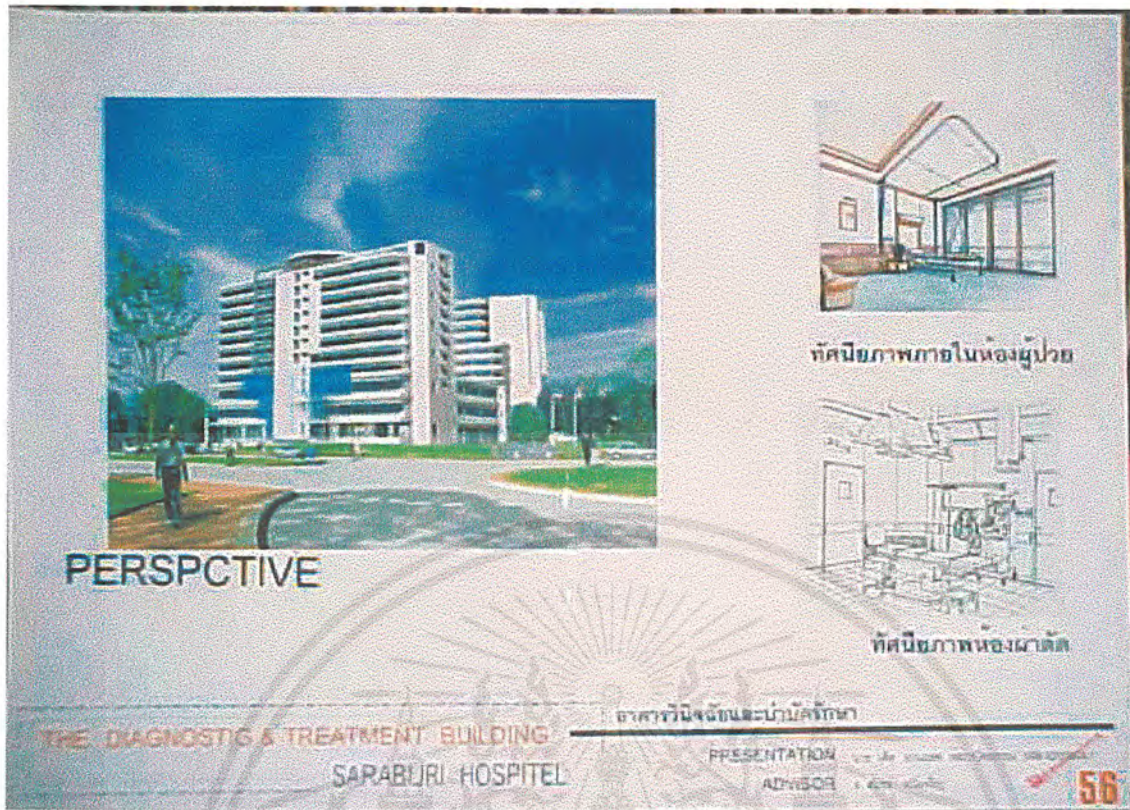 PERSPCTIVE
ทัศนียภาพภายในห้องผู้ป่วย
ทัศนียภาพห้องผ่าตัด
THE DIAGNOSTIC & TREATMENT BUILDING
SARABURI HOSPITEL
อาคารวินิจฉัยและบำบัดรักษา
PRESENTATION
ADVISOR
56